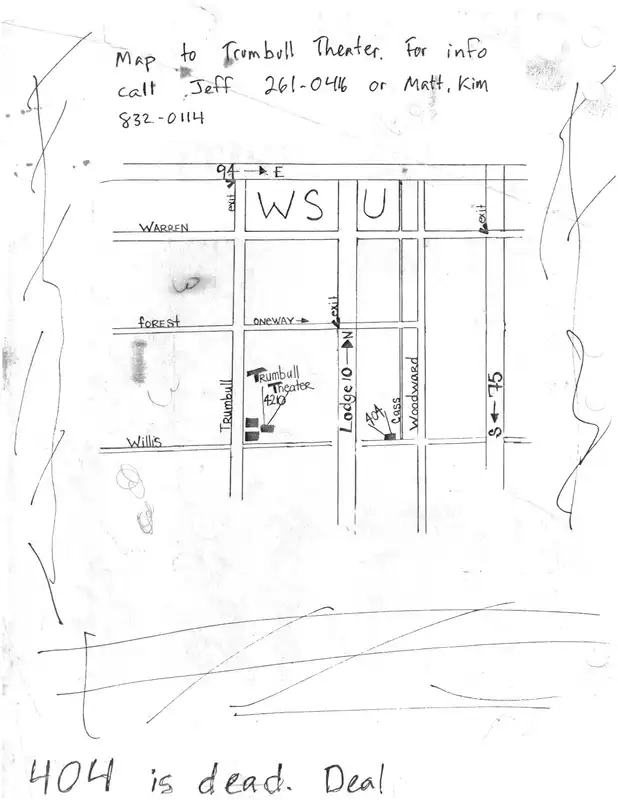 Map to Trumbull Theater. For info
call Jeff 261-0416 or Matt, Kim
832-0114
94 → E
exit
W S U
exit
WARREN
exit
FOREST
ONEWAY →
Trumbull
Trumbull
Theater
4210
Lodge 10 → N
404
Cass
Woodward
S ← 75
Willis
404 is dead. Deal